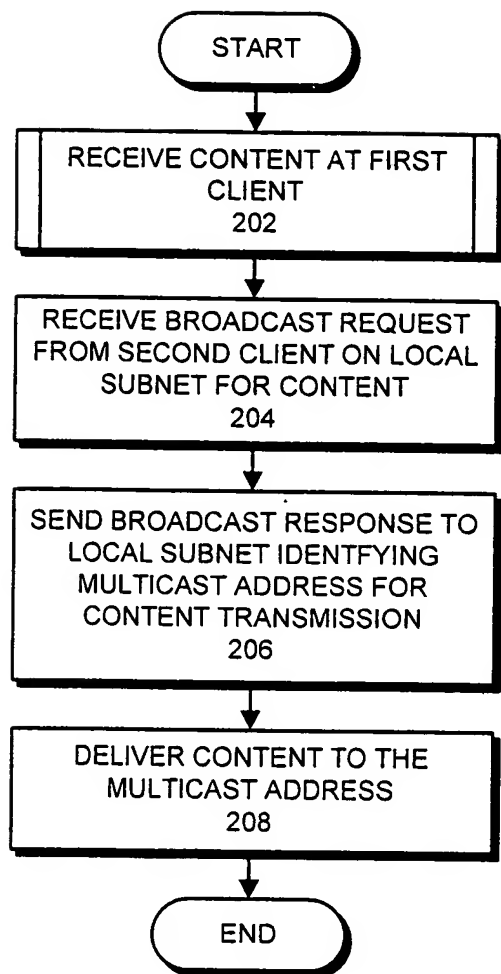 START
RECEIVE CONTENT AT FIRST
CLIENT
202
RECEIVE BROADCAST REQUEST
FROM SECOND CLIENT ON LOCAL
SUBNET FOR CONTENT
204
SEND BROADCAST RESPONSE TO
LOCAL SUBNET IDENTFYING
MULTICAST ADDRESS FOR
CONTENT TRANSMISSION
206
DELIVER CONTENT TO THE
MULTICAST ADDRESS
208
END